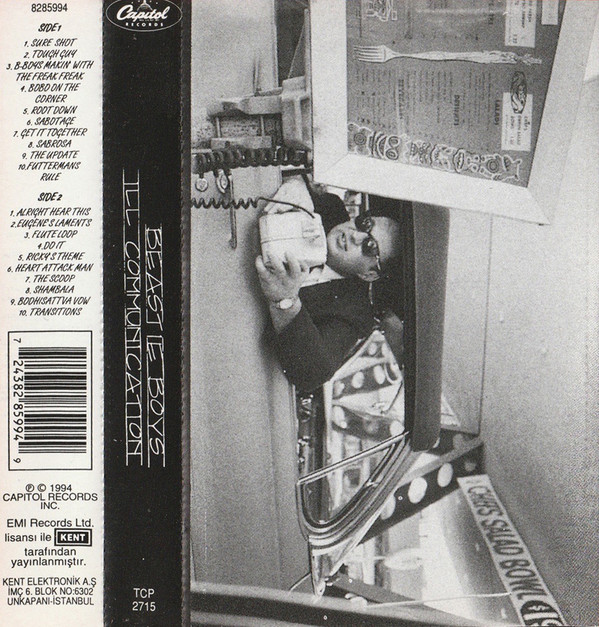 8285994
SIDE 1
1. SURE SHOT
2. TOUGH GUY
3. B-BOYS MAKIN' WITH
THE FREAK FREAK
4. BOBO ON THE
CORNER
5. ROOT DOWN
6. SABOTAGE
7. GET IT TOGETHER
8. SABROSA
9. THE UPDATE
10. FUTTERMANS
RULE
SIDE 2
1. ALRIGHT HEAR THIS
2. EUGENE'S LAMENTS
3. FLUTE LOOP
4. DO IT
5. RICKY'S THEME
6. HEART ATTACK MAN
7. THE SCOOP
8. SHAMBALA
9. BODHISATTVA VOW
10. TRANSITIONS
7 24382 85994 9
℗ © 1994
CAPITOL RECORDS
INC.
EMI Records Ltd.
lisansı ile KENT
tarafından
yayınlanmıştır.
KENT ELEKTRONİK A.Ş
İMÇ 6. BLOK NO:6302
UNKAPANI-İSTANBUL
Capitol
RECORDS
BEASTIE BOYS
ILL COMMUNICATION
TCP
2715
DESSERTS
BEVERAGES
SALADS
CHEF'S SALAD BOWL